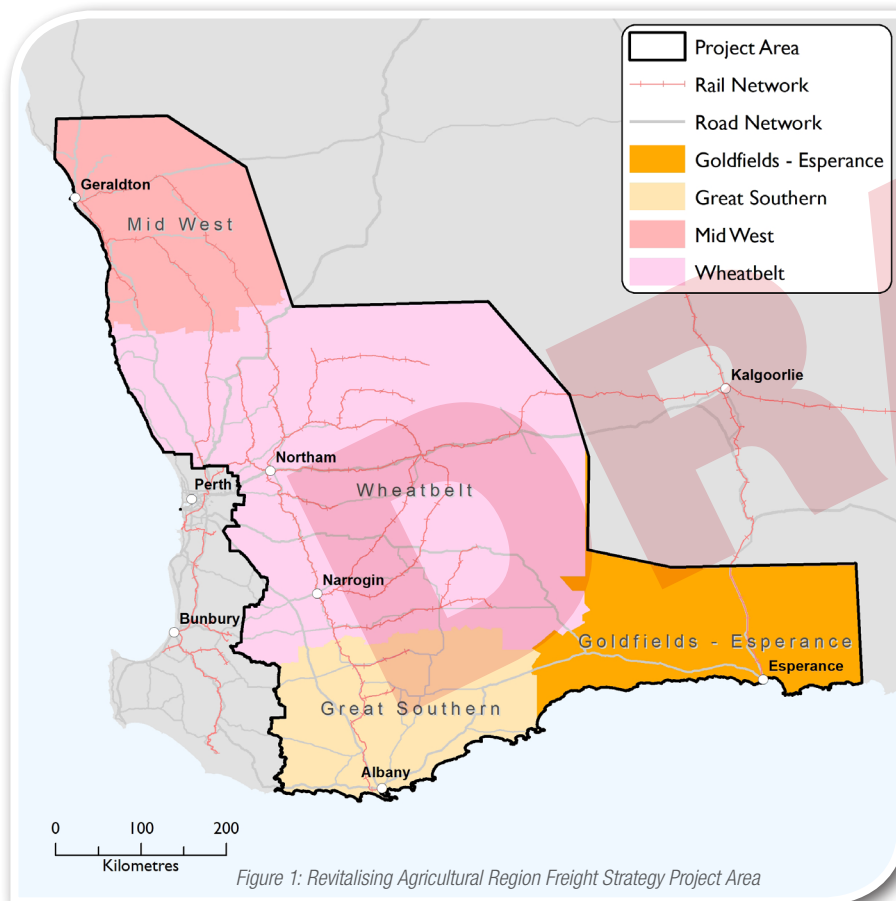 Project Area
Rail Network
Road Network
Goldfields - Esperance
Great Southern
Mid West
Wheatbelt
Geraldton
Mid West
Kalgoorlie
Northam
Wheatbelt
Perth
Narrogin
Bunbury
Goldfields - Esperance
Esperance
Great Southern
Albany
0 100 200
Kilometres
Figure 1: Revitalising Agricultural Region Freight Strategy Project Area